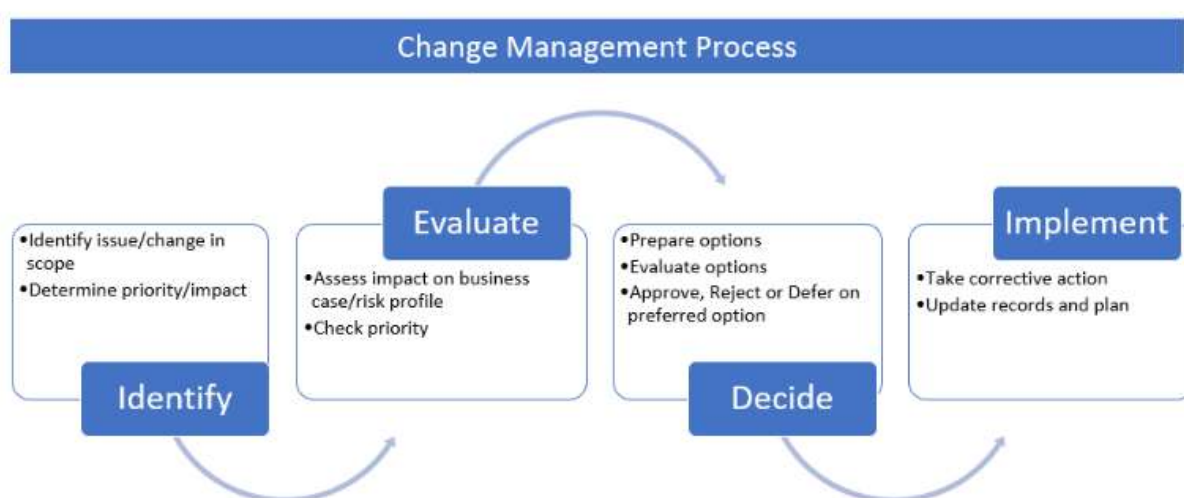 Change Management Process
•Identify issue/change in
scope
•Determine priority/impact
Identify
Evaluate
•Assess impact on business
case/risk profile
•Check priority
•Prepare options
•Evaluate options
•Approve, Reject or Defer on
preferred option
Decide
Implement
•Take corrective action
•Update records and plan